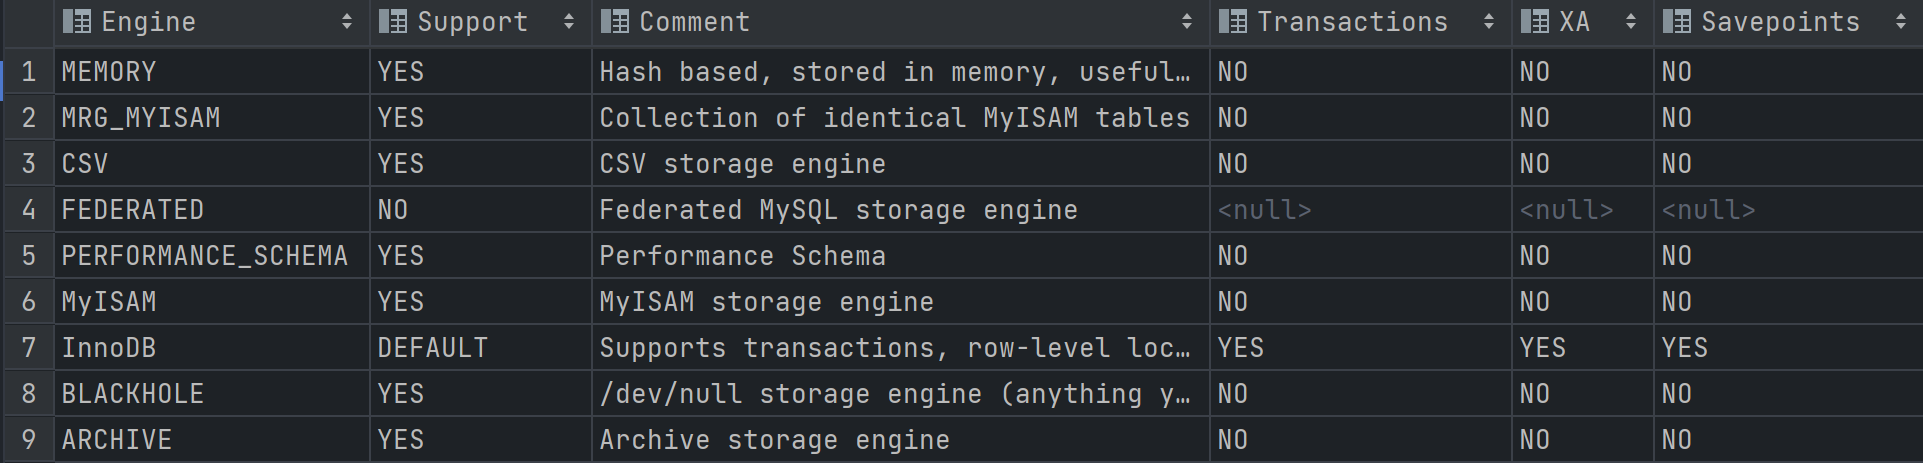 Engine Support Comment Transactions XA Savepoints
1 MEMORY YES Hash based, stored in memory, useful… NO NO NO
2 MRG_MYISAM YES Collection of identical MyISAM tables NO NO NO
3 CSV YES CSV storage engine NO NO NO
4 FEDERATED NO Federated MySQL storage engine <null> <null> <null>
5 PERFORMANCE_SCHEMA YES Performance Schema NO NO NO
6 MyISAM YES MyISAM storage engine NO NO NO
7 InnoDB DEFAULT Supports transactions, row-level loc… YES YES YES
8 BLACKHOLE YES /dev/null storage engine (anything y… NO NO NO
9 ARCHIVE YES Archive storage engine NO NO NO